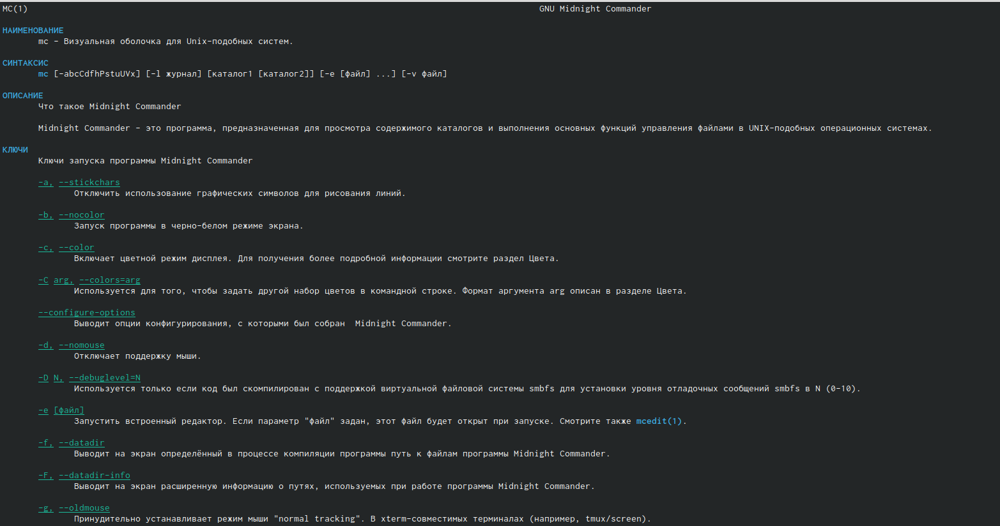 MC(1) GNU Midnight Commander
НАИМЕНОВАНИЕ
mc - Визуальная оболочка для Unix-подобных систем.
СИНТАКСИС
mc [-abcCdfhPstuUVx] [-l журнал] [каталог1 [каталог2]] [-e [файл] ...] [-v файл]
ОПИСАНИЕ
Что такое Midnight Commander
Midnight Commander - это программа, предназначенная для просмотра содержимого каталогов и выполнения основных функций управления файлами в UNIX-подобных операционных системах.
КЛЮЧИ
Ключи запуска программы Midnight Commander
-a, --stickchars
Отключить использование графических символов для рисования линий.
-b, --nocolor
Запуск программы в черно-белом режиме экрана.
-c, --color
Включает цветной режим дисплея. Для получения более подробной информации смотрите раздел Цвета.
-C arg, --colors=arg
Используется для того, чтобы задать другой набор цветов в командной строке. Формат аргумента arg описан в разделе Цвета.
--configure-options
Выводит опции конфигурирования, с которыми был собран  Midnight Commander.
-d, --nomouse
Отключает поддержку мыши.
-D N, --debuglevel=N
Используется только если код был скомпилирован с поддержкой виртуальной файловой системы smbfs для установки уровня отладочных сообщений smbfs в N (0-10).
-e [файл]
Запустить встроенный редактор. Если параметр "файл" задан, этот файл будет открыт при запуске. Смотрите также mcedit(1).
-f, --datadir
Выводит на экран определённый в процессе компиляции программы путь к файлам программы Midnight Commander.
-F, --datadir-info
Выводит на экран расширенную информацию о путях, используемых при работе программы Midnight Commander.
-g, --oldmouse
Принудительно устанавливает режим мыши "normal tracking". В xterm-совместимых терминалах (например, tmux/screen).